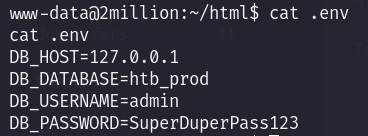 www-data@2million:~/html$ cat .env
cat .env
DB_HOST=127.0.0.1
DB_DATABASE=htb_prod
DB_USERNAME=admin
DB_PASSWORD=SuperDuperPass123